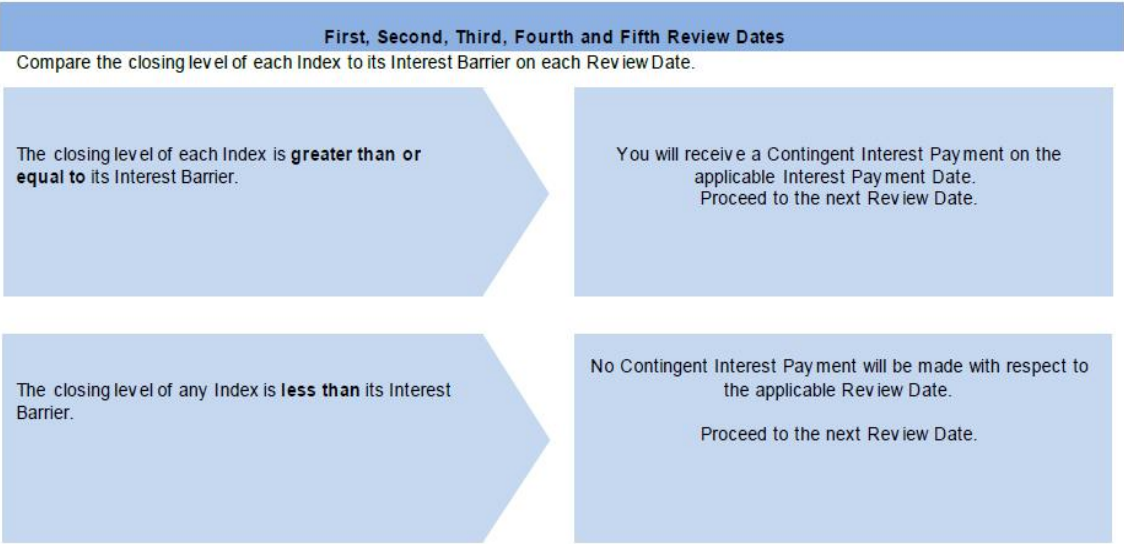 First, Second, Third, Fourth and Fifth Review Dates
Compare the closing level of each Index to its Interest Barrier on each Review Date.
The closing level of each Index is greater than or
equal to its Interest Barrier.
You will receive a Contingent Interest Payment on the
applicable Interest Payment Date.
Proceed to the next Review Date.
The closing level of any Index is less than its Interest
Barrier.
No Contingent Interest Payment will be made with respect to
the applicable Review Date.
Proceed to the next Review Date.